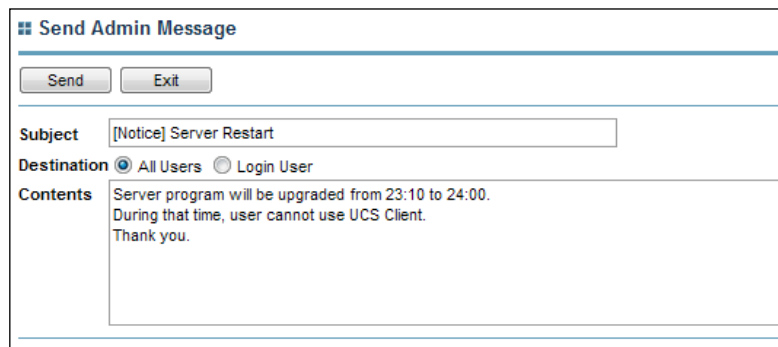 Send Admin Message
Send Exit
Subject [Notice] Server Restart
Destination All Users Login User
Contents Server program will be upgraded from 23:10 to 24:00.
During that time, user cannot use UCS Client.
Thank you.